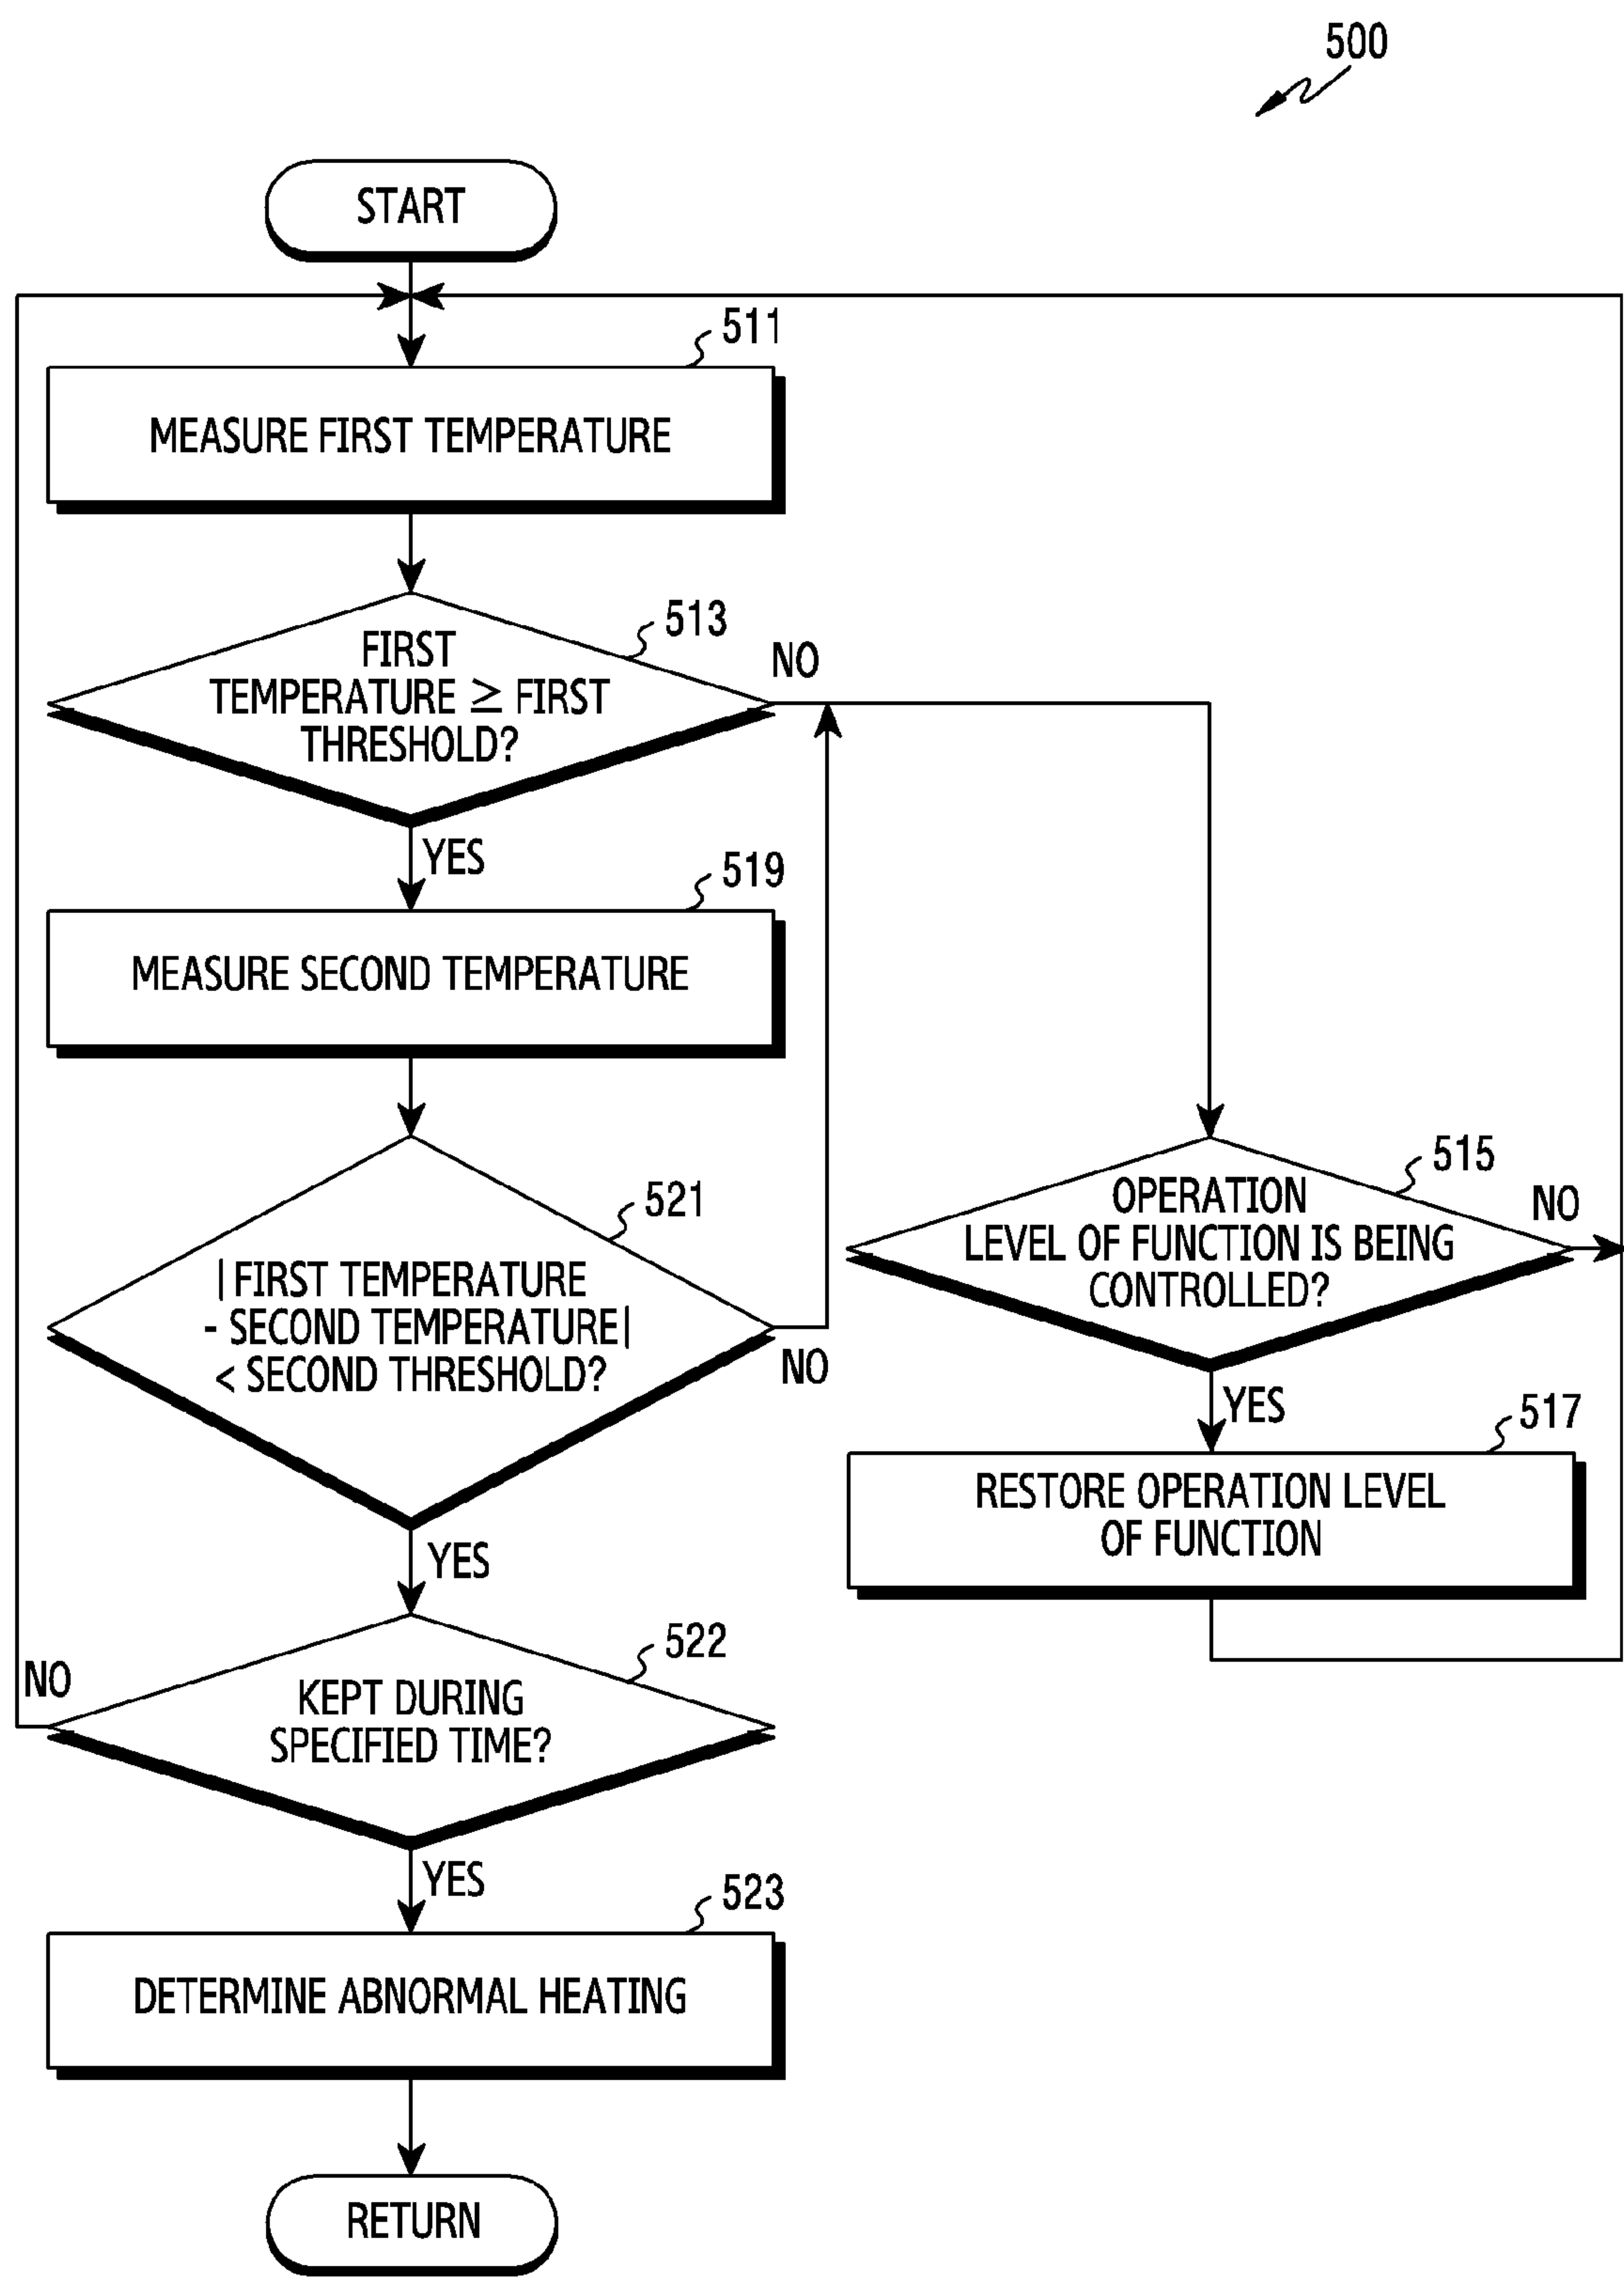 500
START
511
MEASURE FIRST TEMPERATURE
513
FIRST
TEMPERATURE ≥ FIRST
THRESHOLD?
NO
YES
519
MEASURE SECOND TEMPERATURE
521
|FIRST TEMPERATURE
- SECOND TEMPERATURE|
< SECOND THRESHOLD?
NO
YES
515
OPERATION
LEVEL OF FUNCTION IS BEING
CONTROLLED?
NO
YES
517
RESTORE OPERATION LEVEL
OF FUNCTION
522
KEPT DURING
SPECIFIED TIME?
NO
YES
523
DETERMINE ABNORMAL HEATING
RETURN